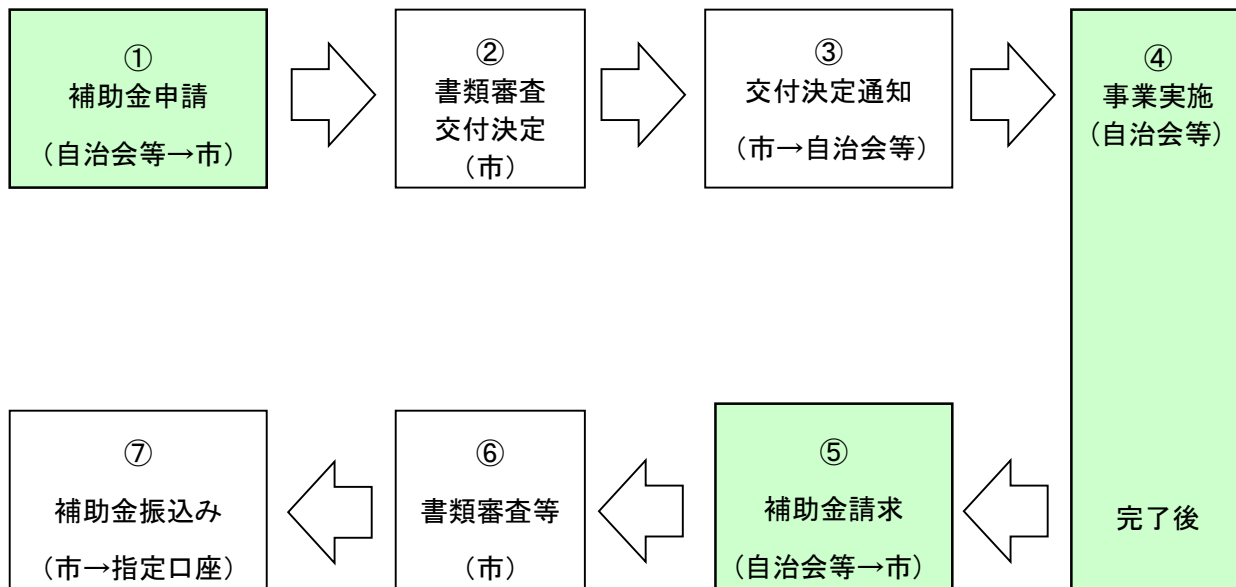 ①
補助金申請
（自治会等→市）
②
書類審査
交付決定
（市）
③
交付決定通知
（市→自治会等）
④
事業実施
（自治会等）
完了後
⑤
補助金請求
（自治会等→市）
⑥
書類審査等
（市）
⑦
補助金振込み
（市→指定口座）